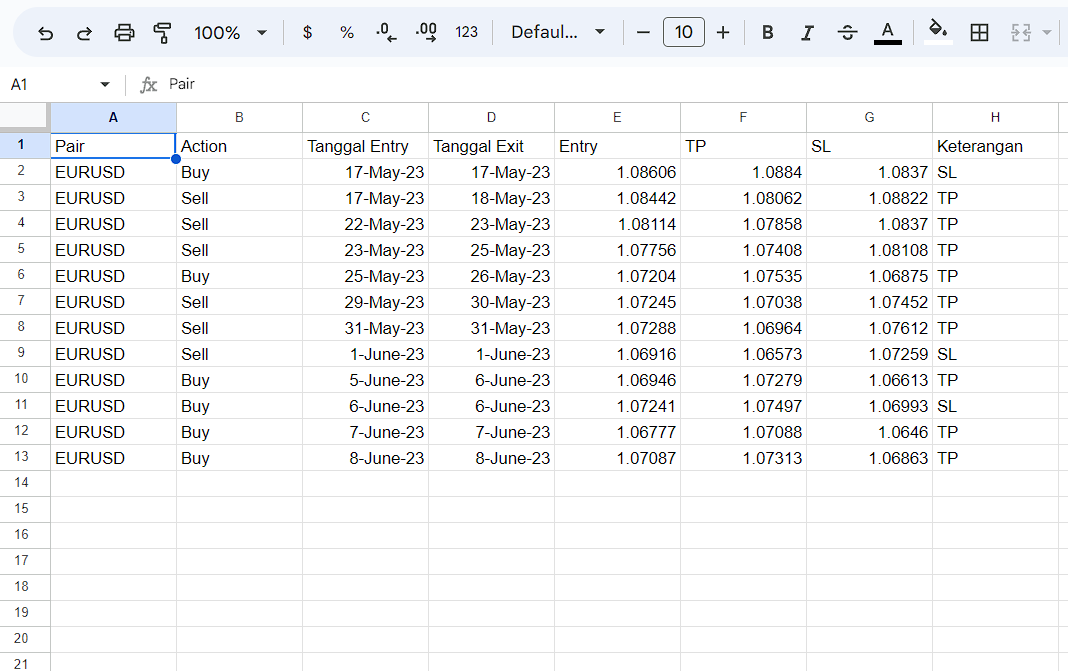 100% $ % .0 .00 123 Defaul... 10 B I S A
A1 fx Pair
A B C D E F G H
1 Pair Action Tanggal Entry Tanggal Exit Entry TP SL Keterangan
2 EURUSD Buy 17-May-23 17-May-23 1.08606 1.0884 1.0837 SL
3 EURUSD Sell 17-May-23 18-May-23 1.08442 1.08062 1.08822 TP
4 EURUSD Sell 22-May-23 23-May-23 1.08114 1.07858 1.0837 TP
5 EURUSD Sell 23-May-23 25-May-23 1.07756 1.07408 1.08108 TP
6 EURUSD Buy 25-May-23 26-May-23 1.07204 1.07535 1.06875 TP
7 EURUSD Sell 29-May-23 30-May-23 1.07245 1.07038 1.07452 TP
8 EURUSD Sell 31-May-23 31-May-23 1.07288 1.06964 1.07612 TP
9 EURUSD Sell 1-June-23 1-June-23 1.06916 1.06573 1.07259 SL
10 EURUSD Buy 5-June-23 6-June-23 1.06946 1.07279 1.06613 TP
11 EURUSD Buy 6-June-23 6-June-23 1.07241 1.07497 1.06993 SL
12 EURUSD Buy 7-June-23 7-June-23 1.06777 1.07088 1.0646 TP
13 EURUSD Buy 8-June-23 8-June-23 1.07087 1.07313 1.06863 TP
14
15
16
17
18
19
20
21